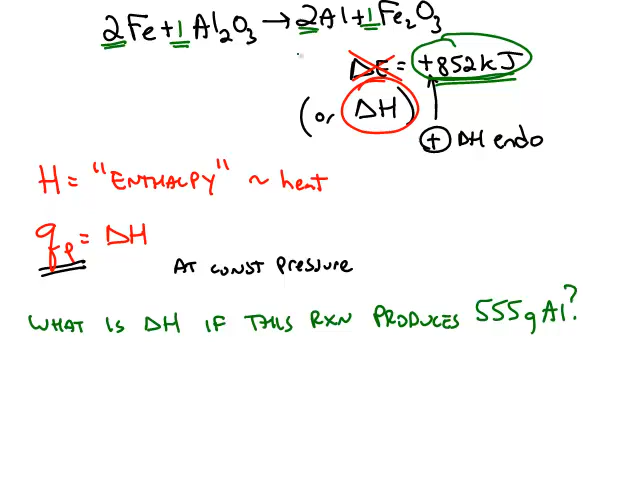 2Fe+1Al2O3→2Al+1Fe2O3
ΔE = +852kJ
(or ΔH)
+ ΔH endo
H = "ENTHALPY" ~ heat
qp = ΔH
AT CONST PRESSURE
WHAT IS ΔH IF THIS RXN PRODUCES 555g Al?